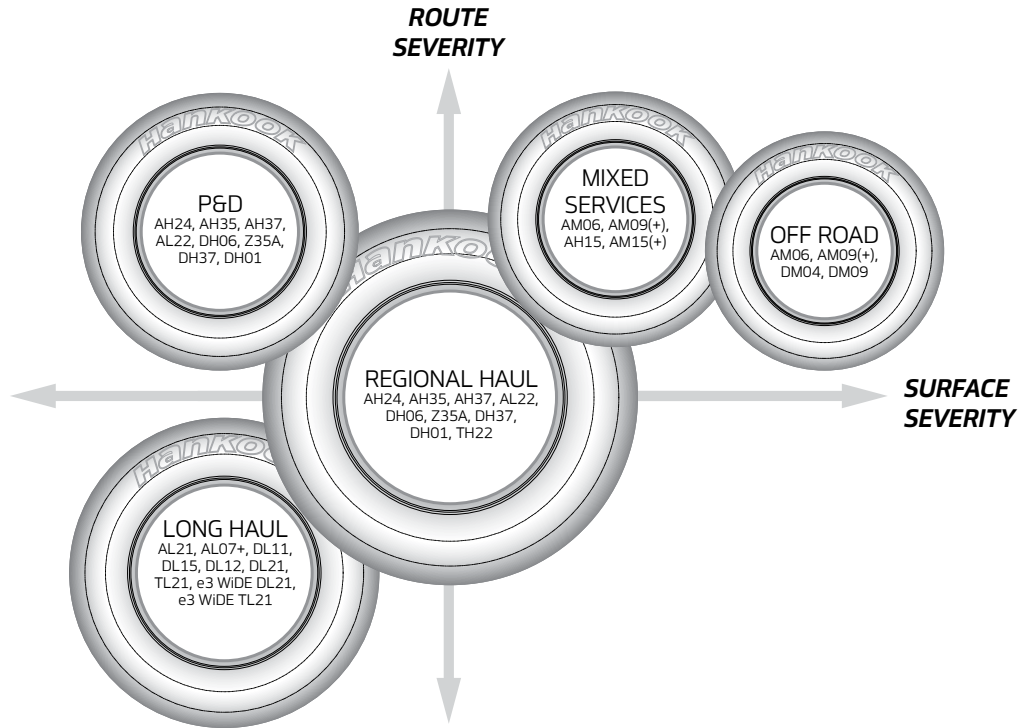 ROUTE
SEVERITY
HANKOOK
P&D
AH24, AH35, AH37,
AL22, DH06, Z35A,
DH37, DH01
HANKOOK
MIXED
SERVICES
AM06, AM09(+),
AH15, AM15(+)
HANKOOK
OFF ROAD
AM06, AM09(+),
DM04, DM09
HANKOOK
REGIONAL HAUL
AH24, AH35, AH37, AL22,
DH06, Z35A, DH37,
DH01, TH22
SURFACE
SEVERITY
HANKOOK
LONG HAUL
AL21, AL07+, DL11,
DL15, DL12, DL21,
TL21, e3 WiDE DL21,
e3 WiDE TL21